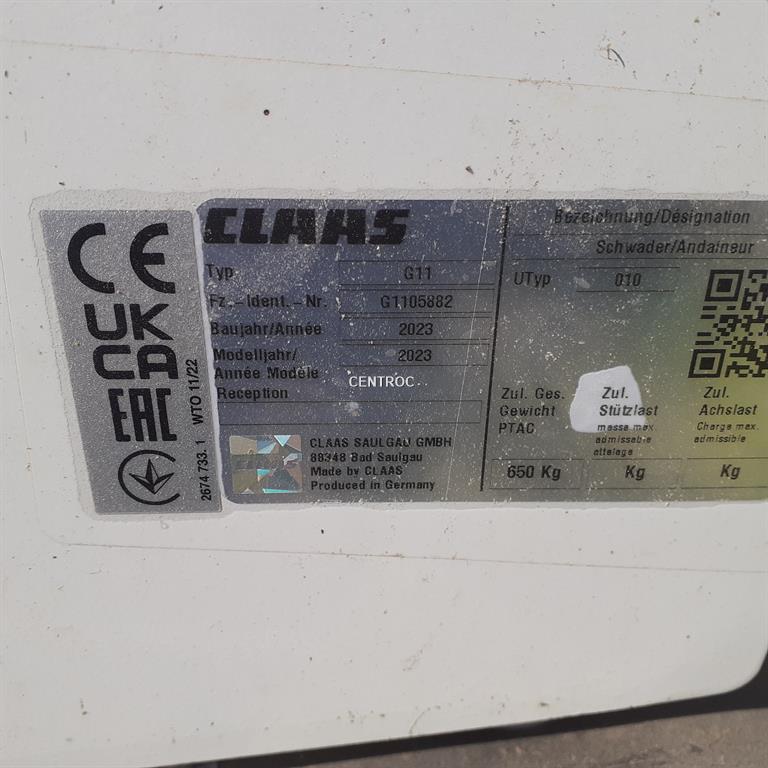 CE
UK
CA
EAC
2674 733. 1 WTO 11/22
CLAAS
Typ G11
Fz.-Ident.-Nr. G1105882
Baujahr/Année 2023
Modelljahr/ 2023
Année Modèle
Reception
CENTROC.
CLAAS SAULGAU GMBH
88348 Bad Saulgau
Made by CLAAS
Produced in Germany
Bezeichnung/Désignation
Schwader/Andaineur
UTyp 010
Zul. Ges.
Gewicht
PTAC
650 Kg
Zul.
Stützlast
masse max.
admissable
attelage
Kg
Zul.
Achslast
Charge max.
admissible
Kg